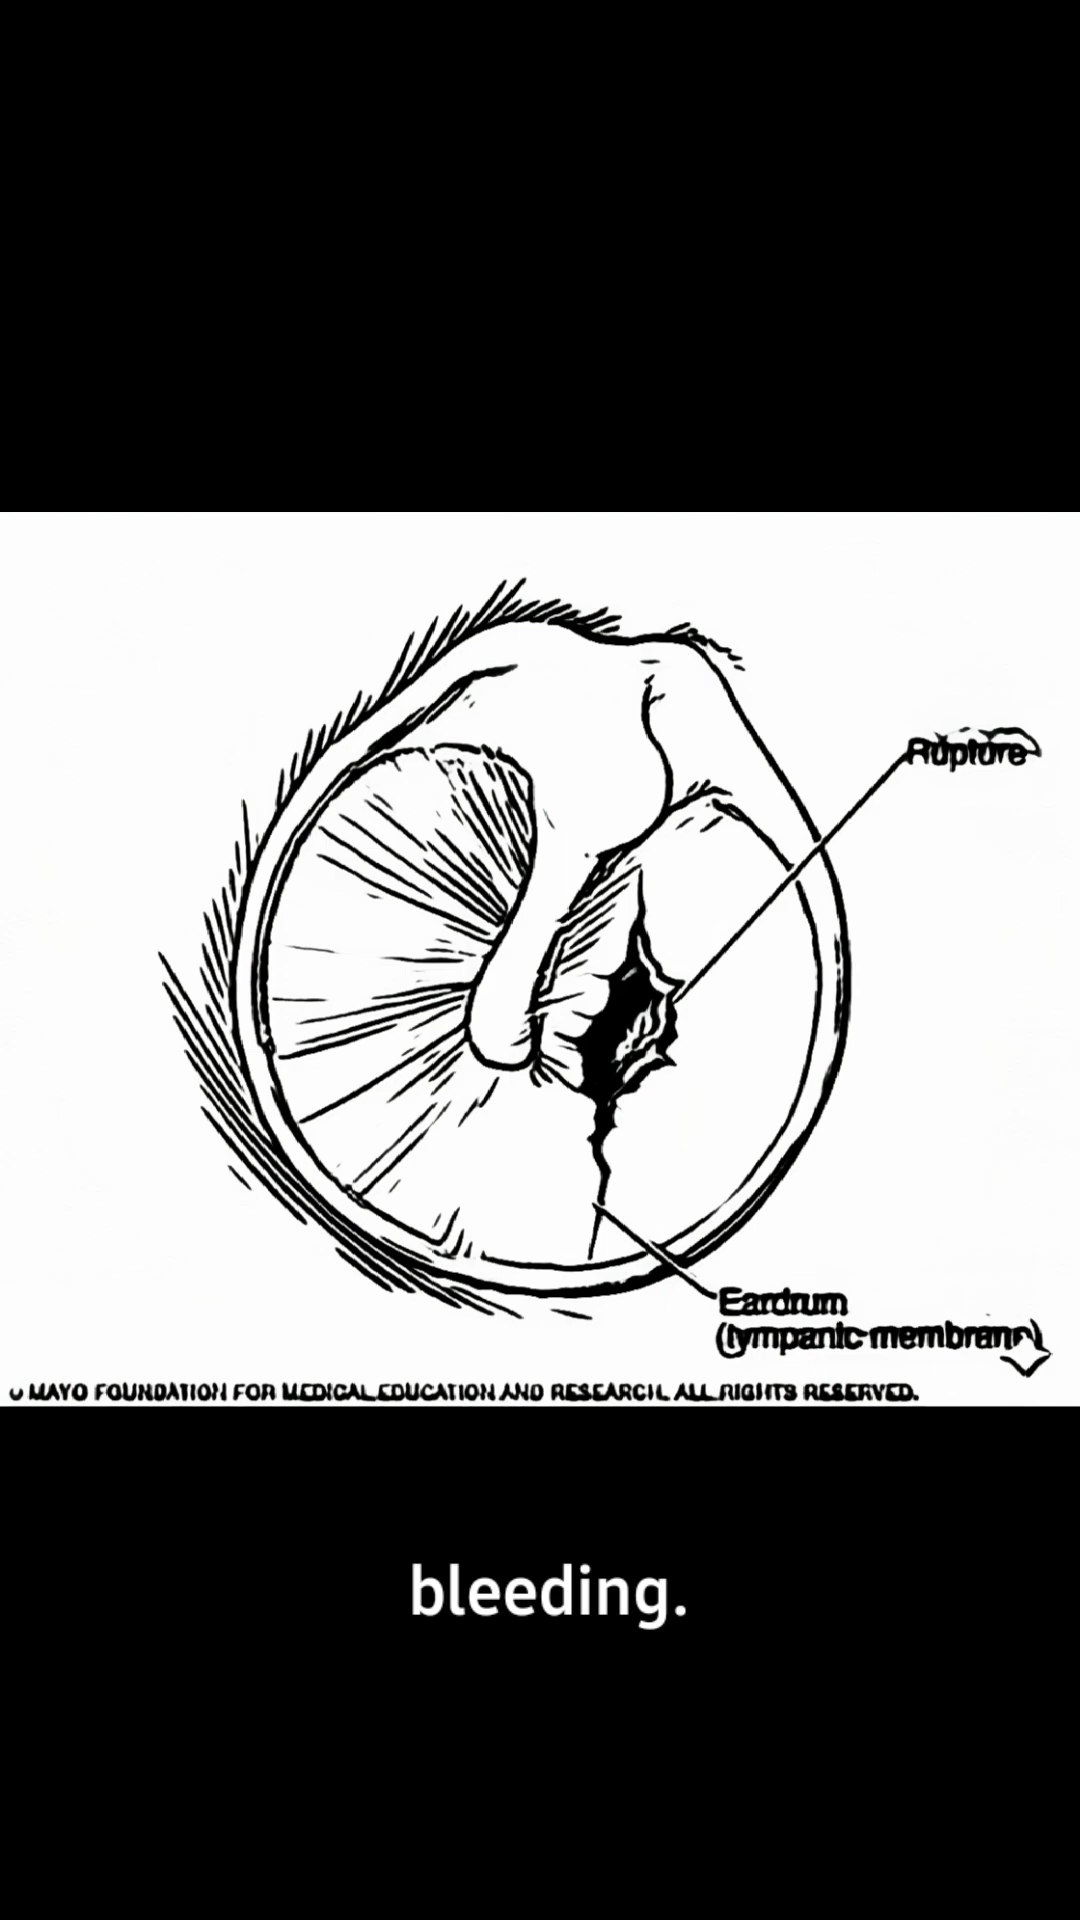 Rupture
Eardrum
(tympanic membrane)
MAYO FOUNDATION FOR MEDICAL EDUCATION AND RESEARCH. ALL RIGHTS RESERVED.
bleeding.